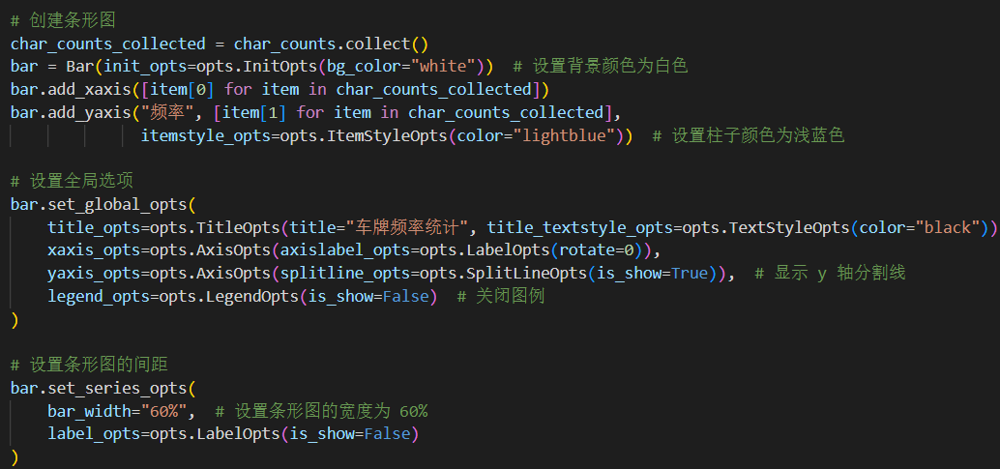 # 创建条形图
char_counts_collected = char_counts.collect()
bar = Bar(init_opts=opts.InitOpts(bg_color="white"))  # 设置背景颜色为白色
bar.add_xaxis([item[0] for item in char_counts_collected])
bar.add_yaxis("频率", [item[1] for item in char_counts_collected],
              itemstyle_opts=opts.ItemStyleOpts(color="lightblue"))  # 设置柱子颜色为浅蓝色

# 设置全局选项
bar.set_global_opts(
    title_opts=opts.TitleOpts(title="车牌频率统计", title_textstyle_opts=opts.TextStyleOpts(color="black"))
    xaxis_opts=opts.AxisOpts(axislabel_opts=opts.LabelOpts(rotate=0)),
    yaxis_opts=opts.AxisOpts(splitline_opts=opts.SplitLineOpts(is_show=True)),  # 显示 y 轴分割线
    legend_opts=opts.LegendOpts(is_show=False)  # 关闭图例
)

# 设置条形图的间距
bar.set_series_opts(
    bar_width="60%",  # 设置条形图的宽度为 60%
    label_opts=opts.LabelOpts(is_show=False)
)